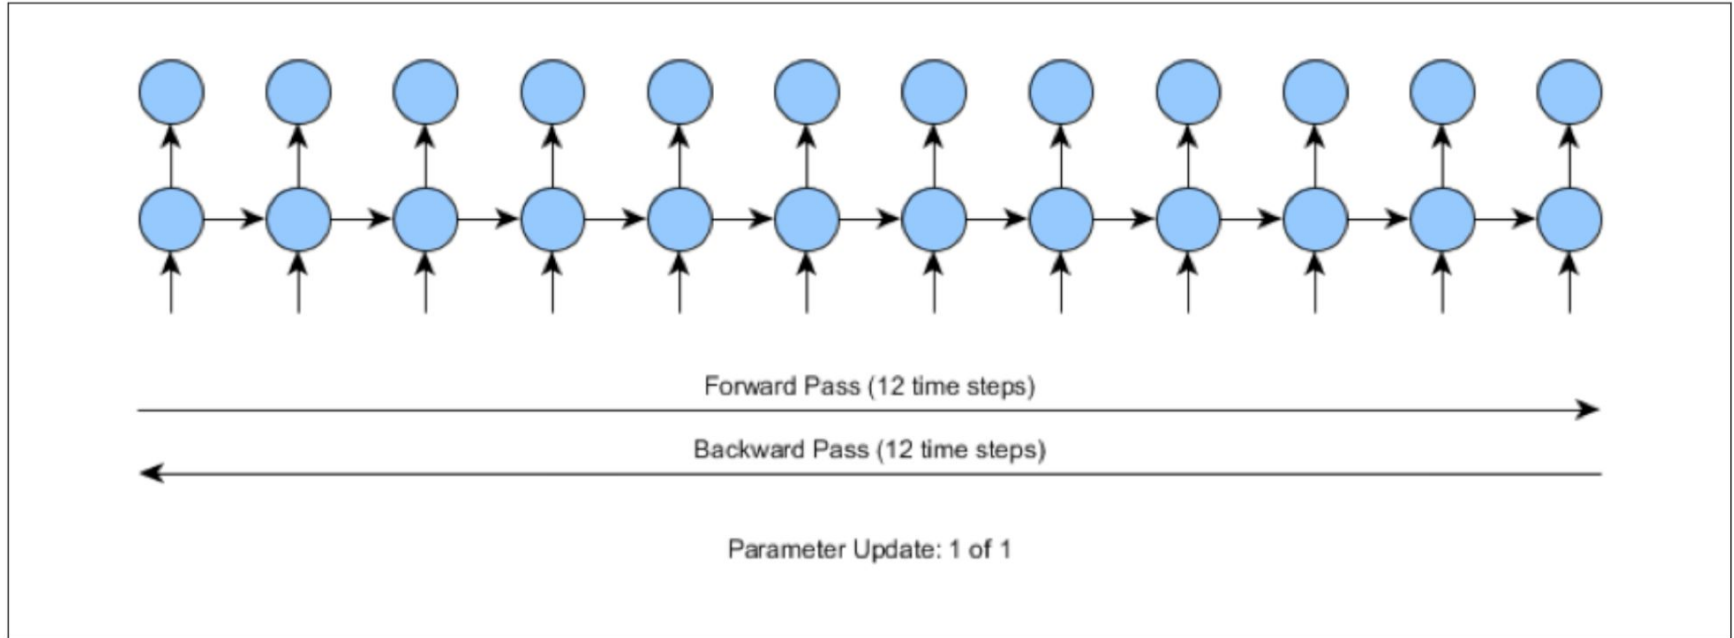 Forward Pass (12 time steps)
Backward Pass (12 time steps)
Parameter Update: 1 of 1